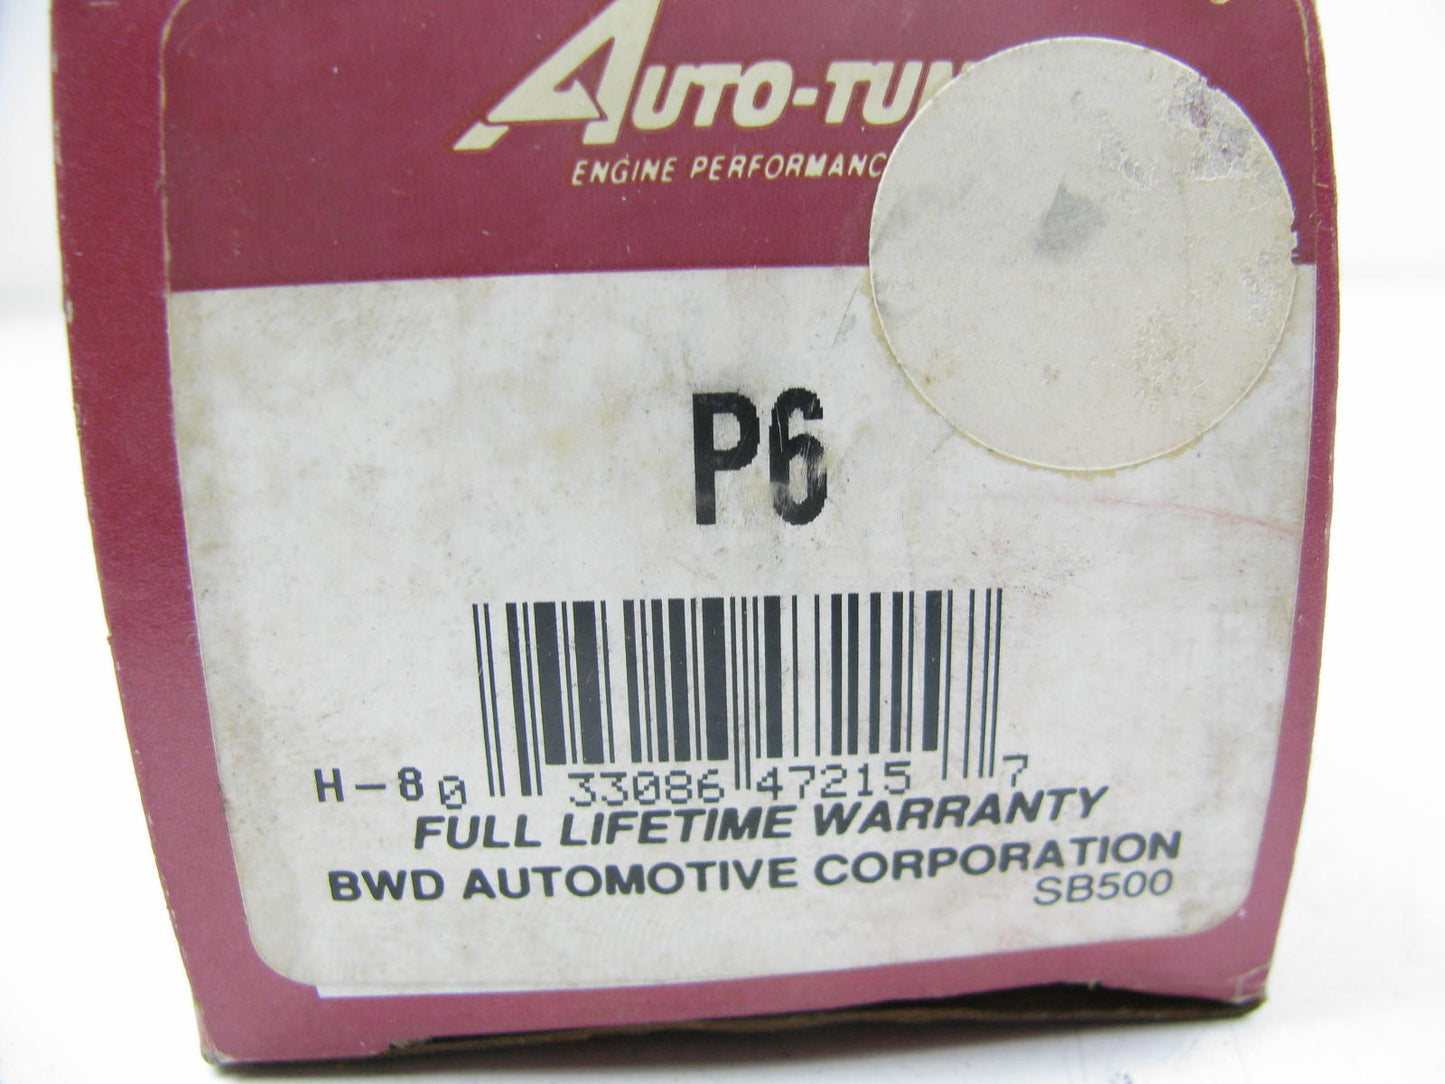 AUTO-TUN
ENGINE PERFORMANC
P6
H-8 0 33086 47215 7
FULL LIFETIME WARRANTY
BWD AUTOMOTIVE CORPORATION
SB500